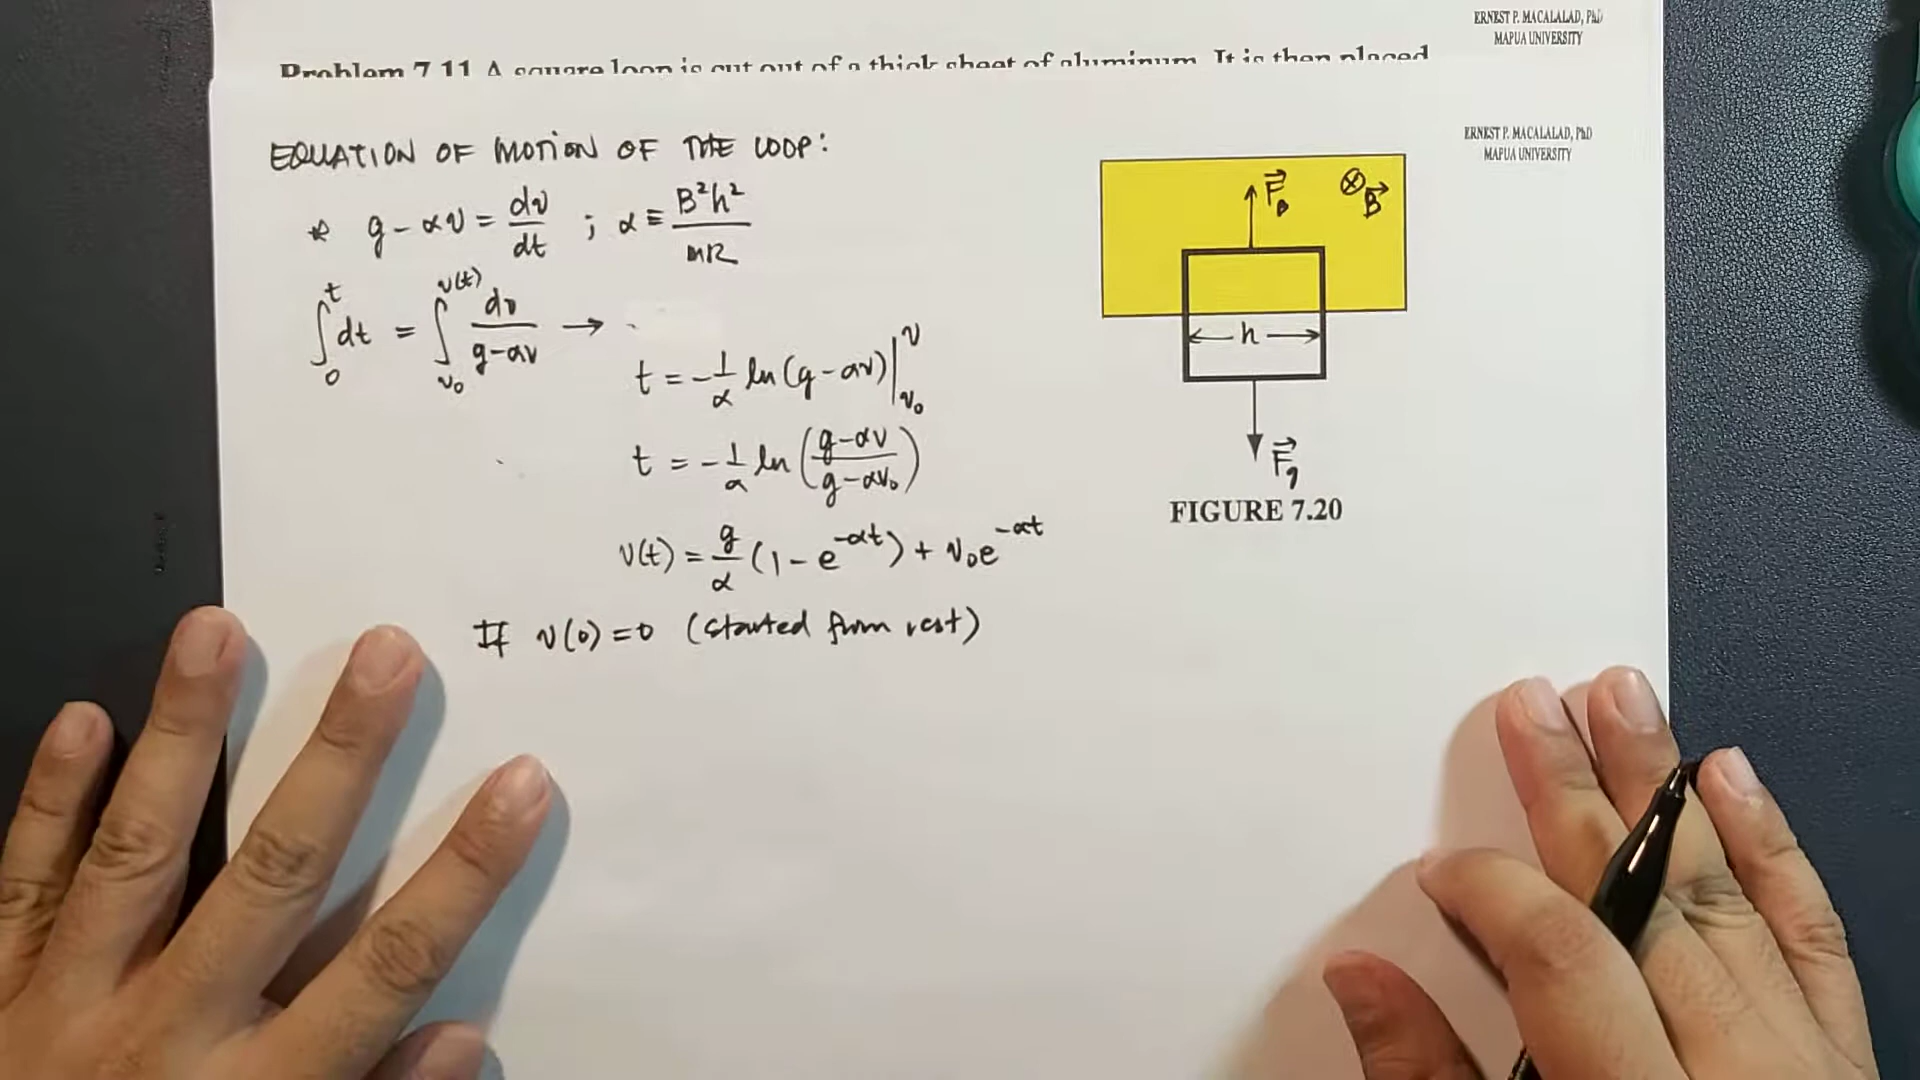 ERNEST P. MACALALAD, PhD
MAPUA UNIVERSITY
Problem 7.11 A square loop is cut out of a thick sheet of aluminum. It is then placed
EQUATION OF MOTION OF THE LOOP:
* g - αv = dv/dt ; α ≡ B²h²/mR
∫₀ᵗ dt = ∫_{v₀}^{v(t)} dv/(g-αv) →
t = -1/α ln(g-αv)|_{v₀}^{v}
t = -1/α ln((g-αv)/(g-αv₀))
v(t) = g/α (1 - e^{-αt}) + v₀e^{-αt}
If v(0) = 0 (started from rest)
ERNEST P. MACALALAD, PhD
MAPUA UNIVERSITY
F⃗_B
⊗ B⃗
h
F⃗_g
FIGURE 7.20